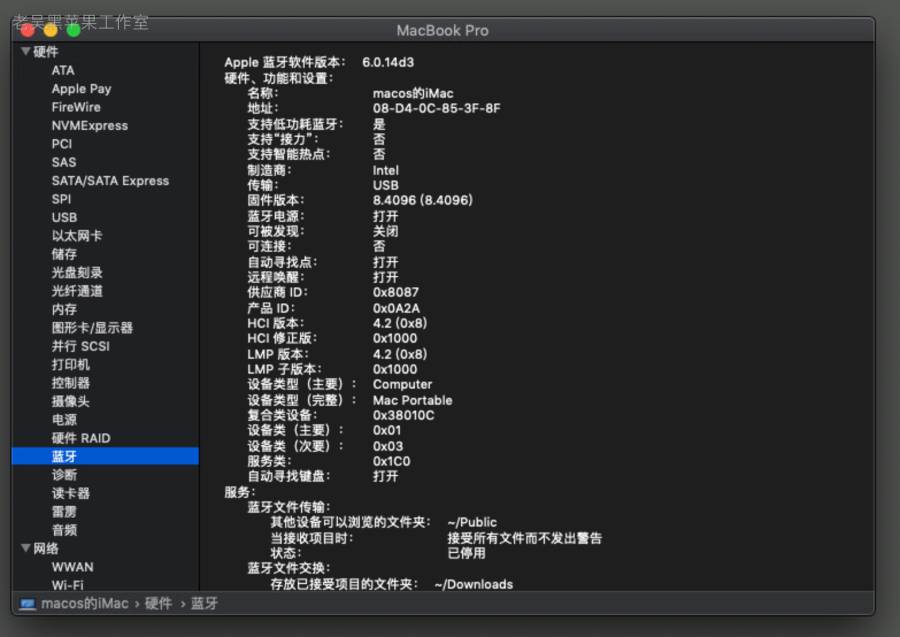 老吴黑苹果工作室
MacBook Pro
硬件
ATA
Apple Pay
FireWire
NVMExpress
PCI
SAS
SATA/SATA Express
SPI
USB
以太网卡
储存
光盘刻录
光纤通道
内存
图形卡/显示器
并行 SCSI
打印机
控制器
摄像头
电源
硬件 RAID
蓝牙
诊断
读卡器
雷雳
音频
网络
WWAN
Wi-Fi
Apple 蓝牙软件版本： 6.0.14d3
硬件、功能和设置：
名称： macos的iMac
地址： 08-D4-0C-85-3F-8F
支持低功耗蓝牙： 是
支持“接力”： 否
支持智能热点： 否
制造商： Intel
传输： USB
固件版本： 8.4096 (8.4096)
蓝牙电源： 打开
可被发现： 关闭
可连接： 否
自动寻找点： 打开
远程唤醒： 打开
供应商 ID： 0x8087
产品 ID： 0x0A2A
HCI 版本： 4.2 (0x8)
HCI 修正版： 0x1000
LMP 版本： 4.2 (0x8)
LMP 子版本： 0x1000
设备类型（主要）： Computer
设备类型（完整）： Mac Portable
复合类设备： 0x38010C
设备类（主要）： 0x01
设备类（次要）： 0x03
服务类： 0x1C0
自动寻找键盘： 打开
服务：
蓝牙文件传输：
其他设备可以浏览的文件夹： ~/Public
当接收项目时： 接受所有文件而不发出警告
状态： 已停用
蓝牙文件交换：
存放已接受项目的文件夹： ~/Downloads
macos的iMac › 硬件 › 蓝牙